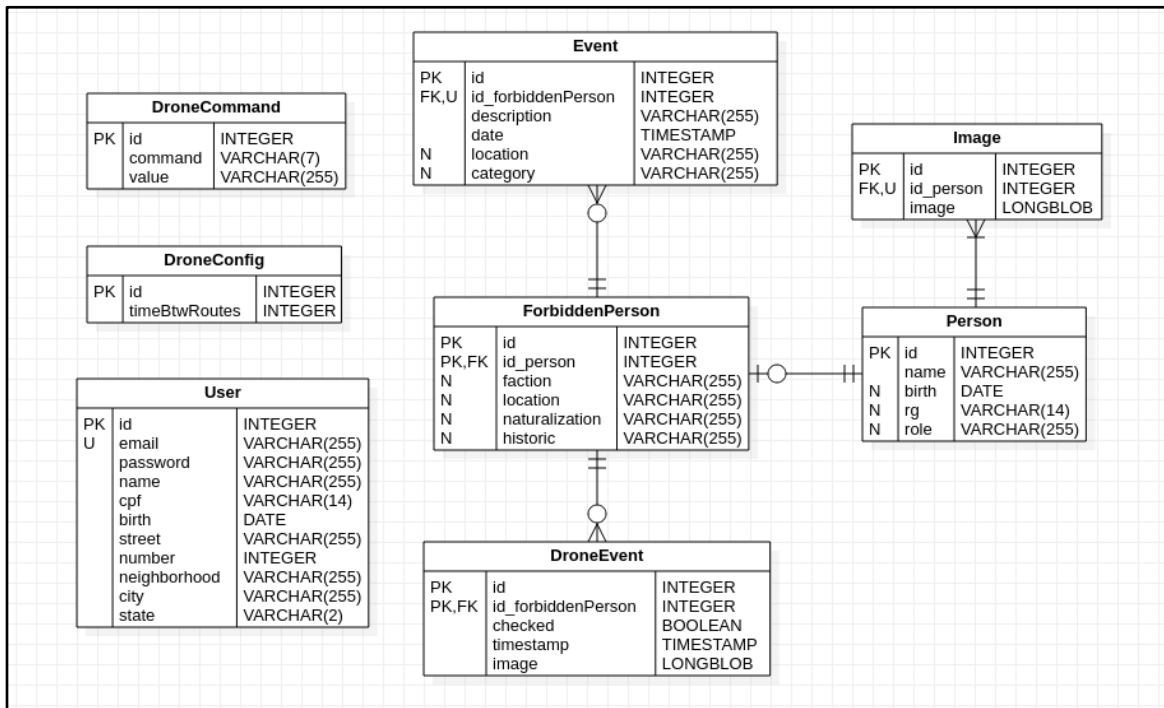 Event
PK id INTEGER
FK,U id_forbiddenPerson INTEGER
description VARCHAR(255)
date TIMESTAMP
N location VARCHAR(255)
N category VARCHAR(255)
DroneCommand
PK id INTEGER
command VARCHAR(7)
value VARCHAR(255)
Image
PK id INTEGER
FK,U id_person INTEGER
image LONGBLOB
DroneConfig
PK id INTEGER
timeBtwRoutes INTEGER
ForbiddenPerson
PK id INTEGER
PK,FK id_person INTEGER
N faction VARCHAR(255)
N location VARCHAR(255)
N naturalization VARCHAR(255)
N historic VARCHAR(255)
Person
PK id INTEGER
name VARCHAR(255)
N birth DATE
N rg VARCHAR(14)
N role VARCHAR(255)
User
PK id INTEGER
U email VARCHAR(255)
password VARCHAR(255)
name VARCHAR(255)
cpf VARCHAR(14)
birth DATE
street VARCHAR(255)
number INTEGER
neighborhood VARCHAR(255)
city VARCHAR(255)
state VARCHAR(2)
DroneEvent
PK id INTEGER
PK,FK id_forbiddenPerson INTEGER
checked BOOLEAN
timestamp TIMESTAMP
image LONGBLOB